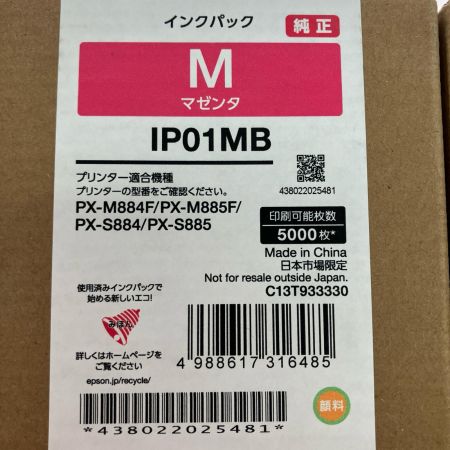 インクパック
純正
M
マゼンタ
IP01MB
プリンター適合機種
プリンターの型番をご確認ください。
PX-M884F/PX-M885F/
PX-S884/PX-S885
438022025481
印刷可能枚数
5000枚*
Made in China
日本市場限定
Not for resale outside Japan.
C13T933330
使用済みインクパックで
始める新しいエコ!
みほん
詳しくはホームページを
ご覧ください
epson.jp/recycle/
4 988617 316485
顔料
*438022025481*